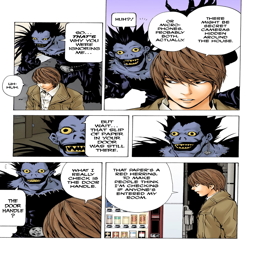 SO...
THAT'S
WHY YOU
WERE
IGNORING
ME...
UH-
HUH.
HUH?!
THERE
MIGHT BE
SECRET
CAMERAS
HIDDEN
AROUND
THE HOUSE.
OR
MICRO-
PHONES.
PROBABLY
BOTH,
ACTUALLY.
BUT
WAIT...
THAT SLIP
OF PAPER
IN YOUR
DOOR
WAS STILL
THERE...
THAT PAPER'S
A RED
HERRING, TO
MAKE
PEOPLE THINK
I'M CHECKING
IF ANYONE'S
ENTERED
MY ROOM.
WHAT I
REALLY
CHECK IS
THE DOOR
HANDLE.
THE
DOOR
HANDLE
?